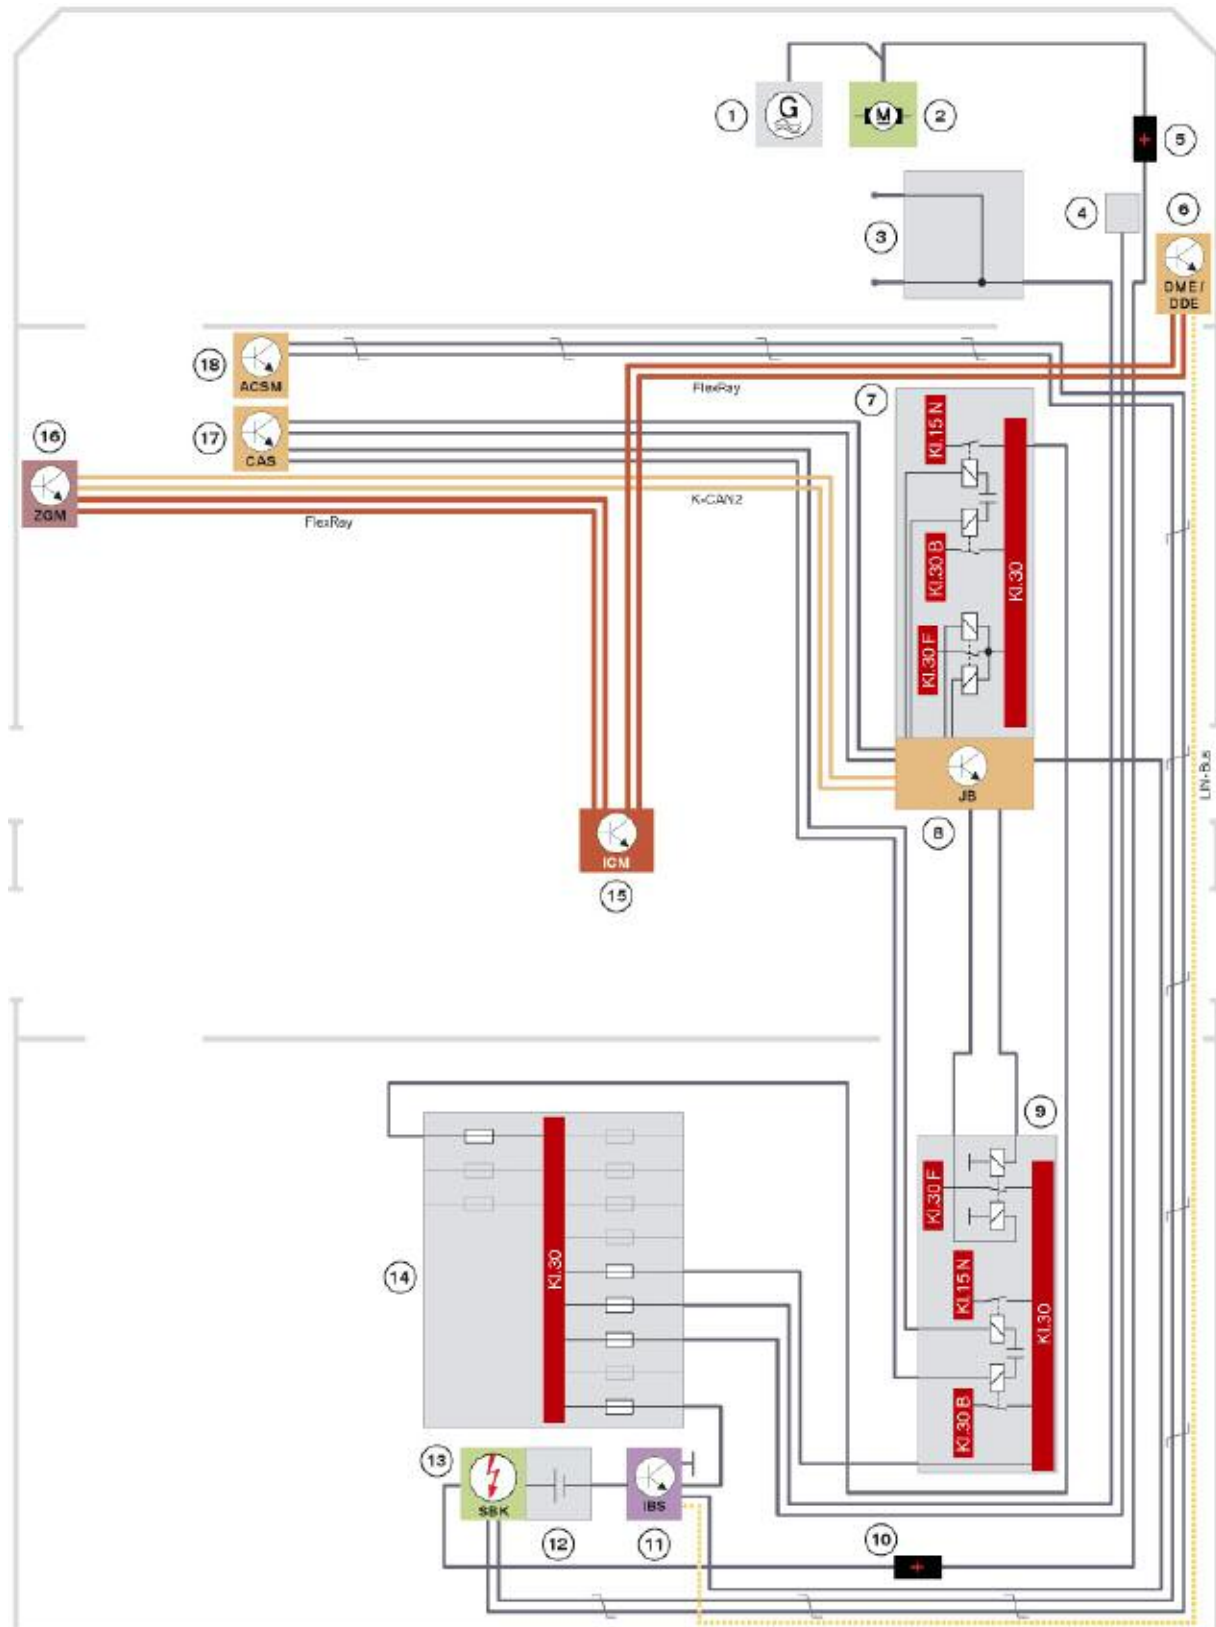 G
1
M
2
5
3
4
6
DME/
DDE
18
ACSM
FlexRay
7
17
CAS
16
ZGM
K-CAN2
FlexRay
Kl.15 N
Kl.30 B
Kl.30
Kl.30 F
JB
8
LIN-Bus
ICM
15
9
Kl.30 F
Kl.15 N
Kl.30
Kl.30 B
14
Kl.30
13
SBK
12
IBS
11
10